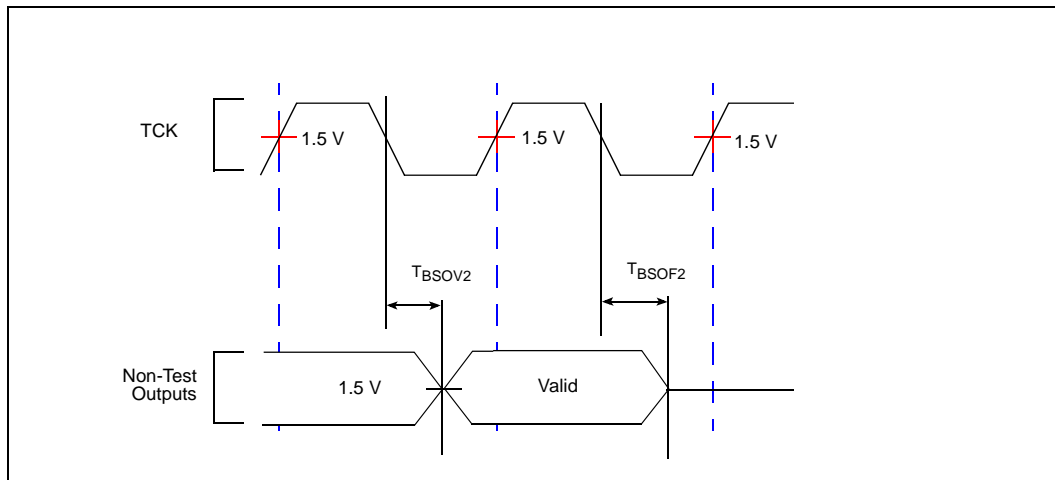 TCK
1.5 V
1.5 V
1.5 V
TBSOV2
TBSOF2
Non-Test
Outputs
1.5 V
Valid